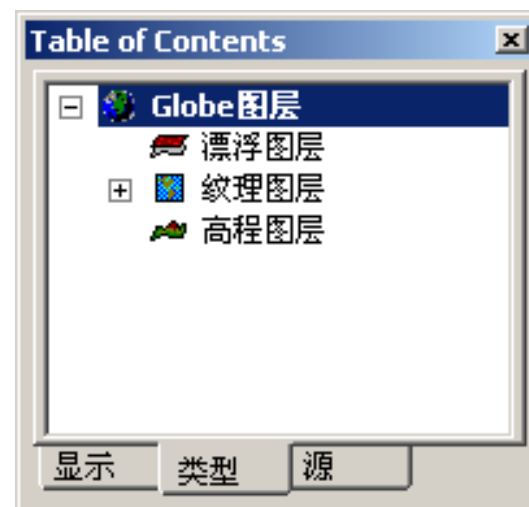 Table of Contents
Globe图层
漂浮图层
纹理图层
高程图层
显示 类型 源